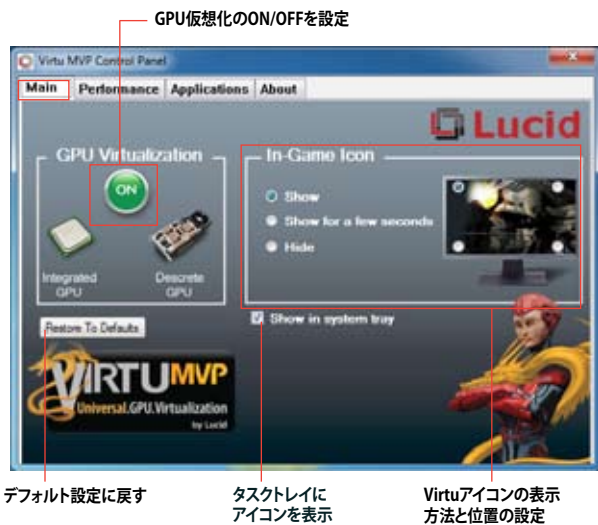 GPU仮想化のON/OFFを設定
Virtu MVP Control Panel
Main Performance Applications About
Lucid
GPU Virtualization
ON
Integrated
GPU
Descrete
GPU
In-Game Icon
Show
Show for a few seconds
Hide
Restore To Defaults
Show in system tray
VIRTU MVP
Universal.GPU.Virtualization
by Lucid
デフォルト設定に戻す
タスクトレイに
アイコンを表示
Virtuアイコンの表示
方法と位置の設定